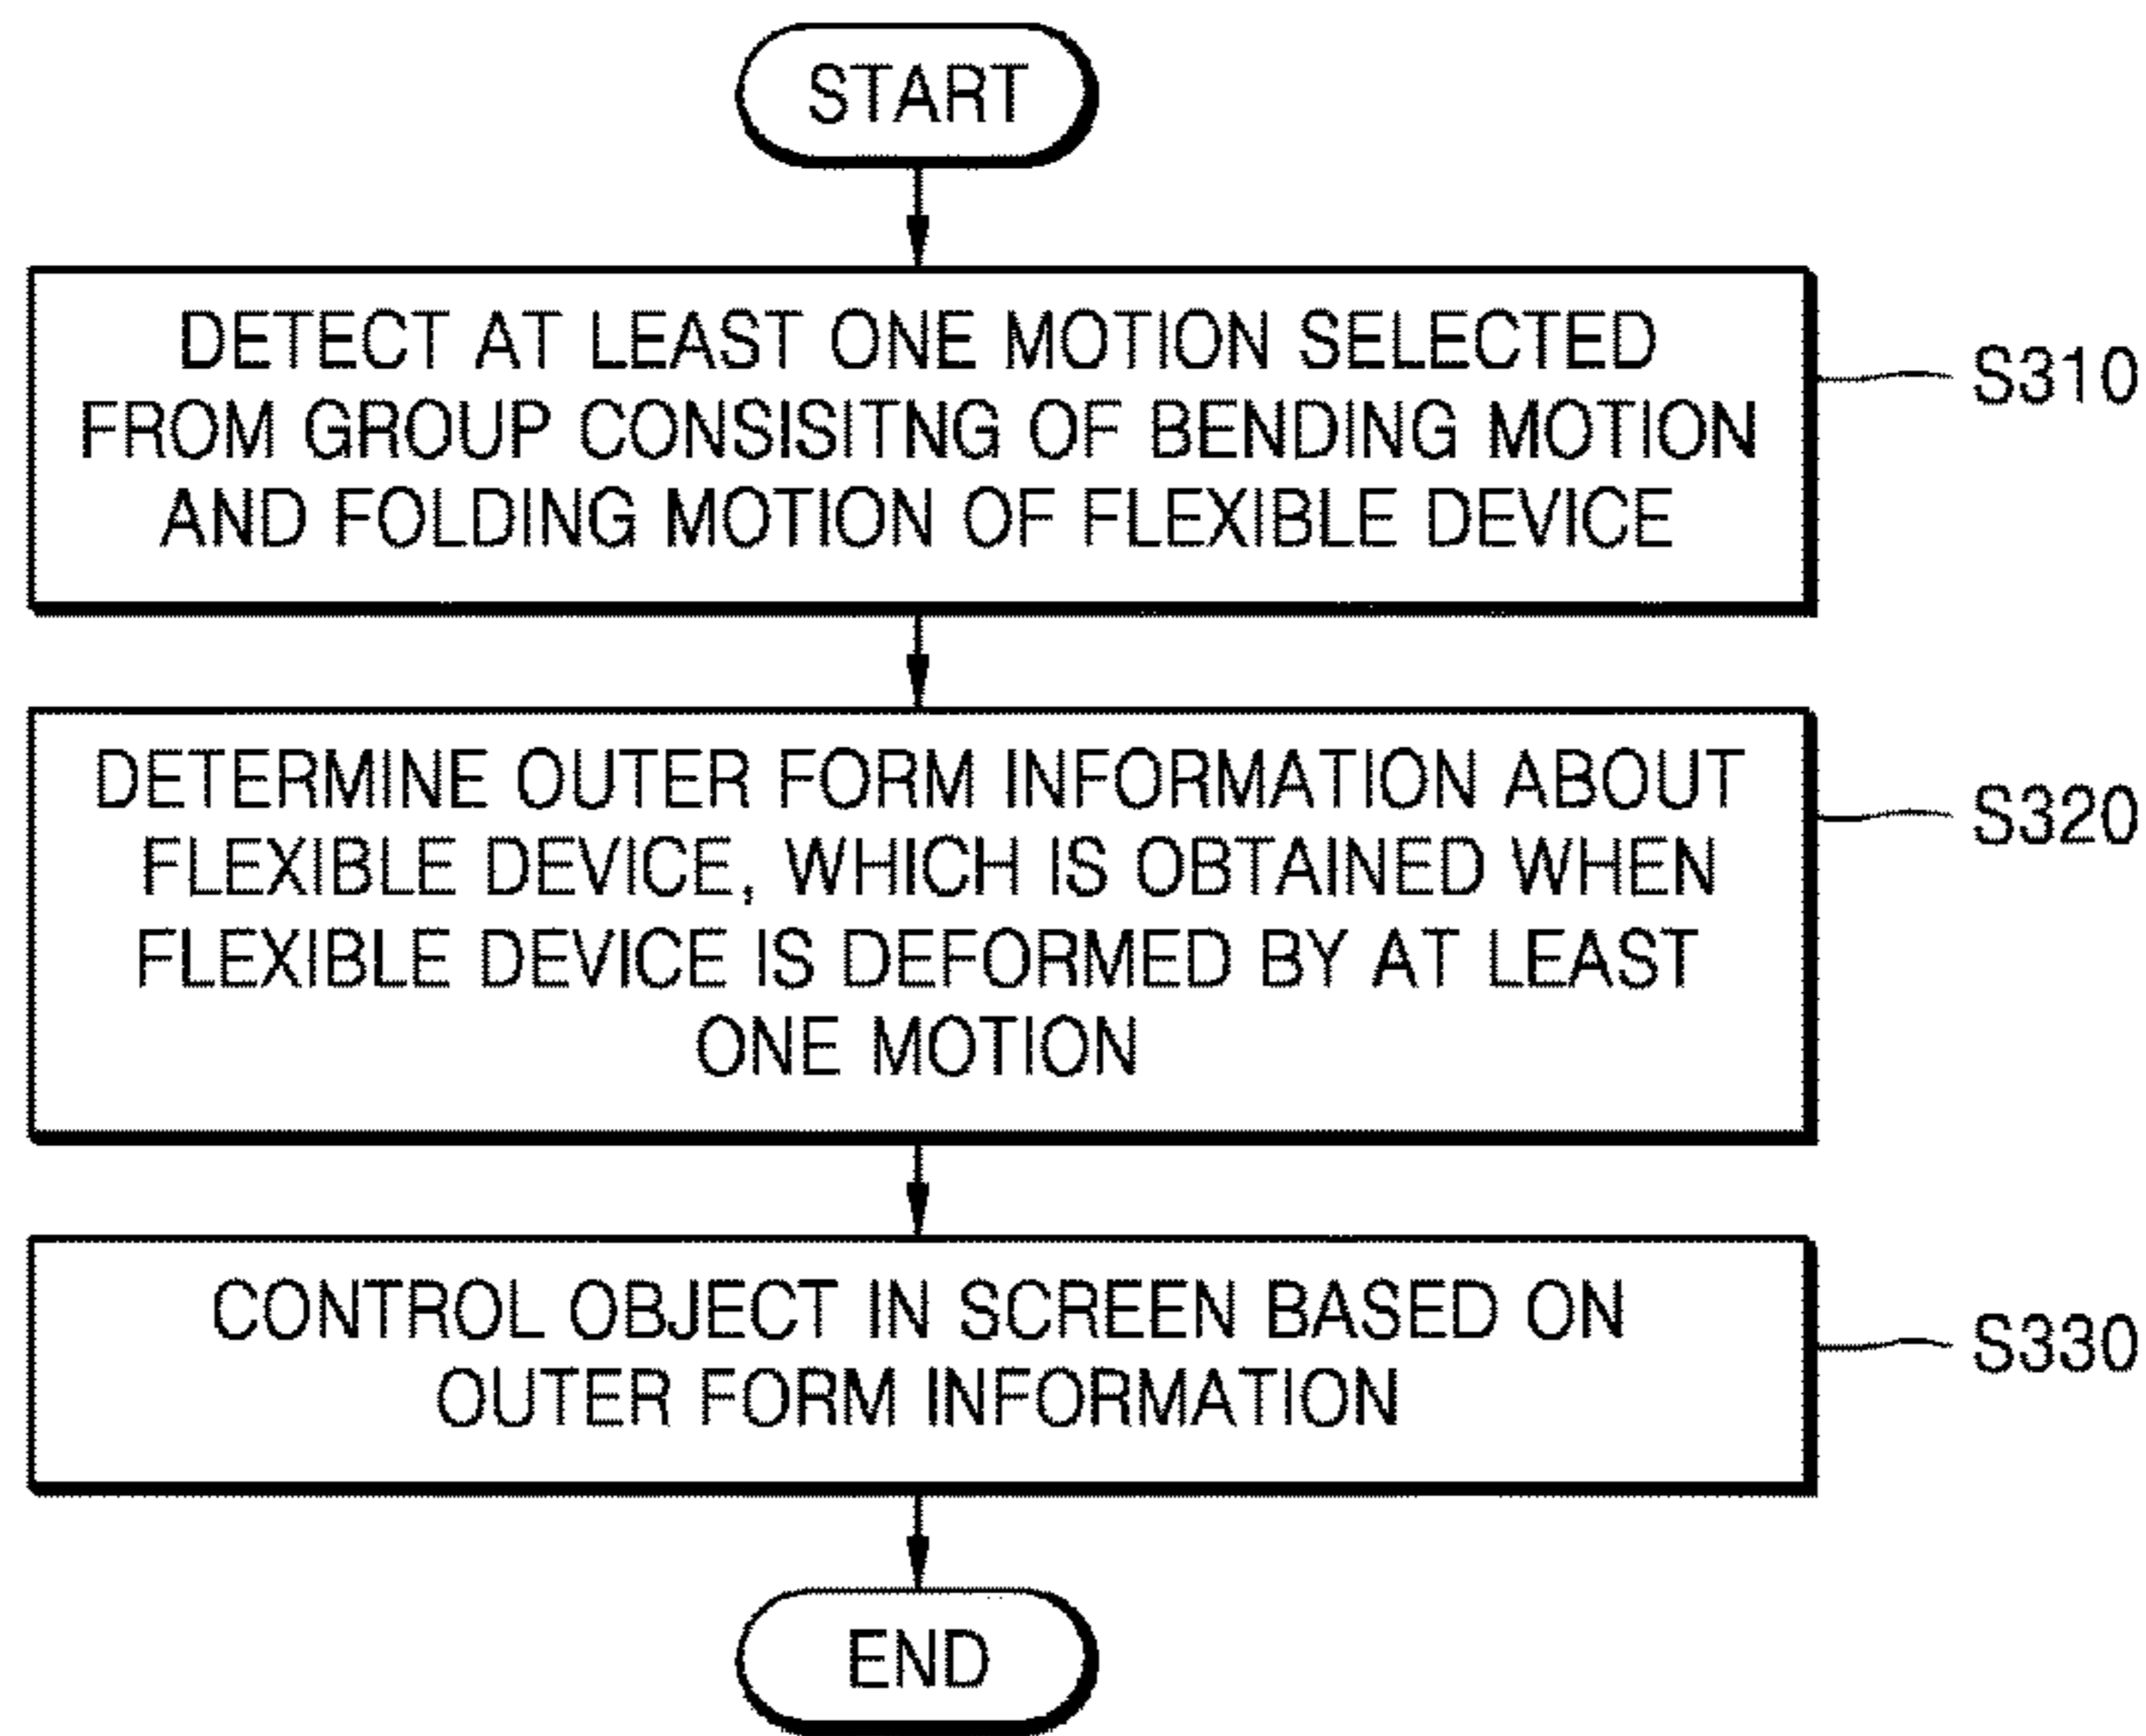 START
DETECT AT LEAST ONE MOTION SELECTED
FROM GROUP CONSISITNG OF BENDING MOTION
AND FOLDING MOTION OF FLEXIBLE DEVICE
S310
DETERMINE OUTER FORM INFORMATION ABOUT
FLEXIBLE DEVICE, WHICH IS OBTAINED WHEN
FLEXIBLE DEVICE IS DEFORMED BY AT LEAST
ONE MOTION
S320
CONTROL OBJECT IN SCREEN BASED ON
OUTER FORM INFORMATION
S330
END